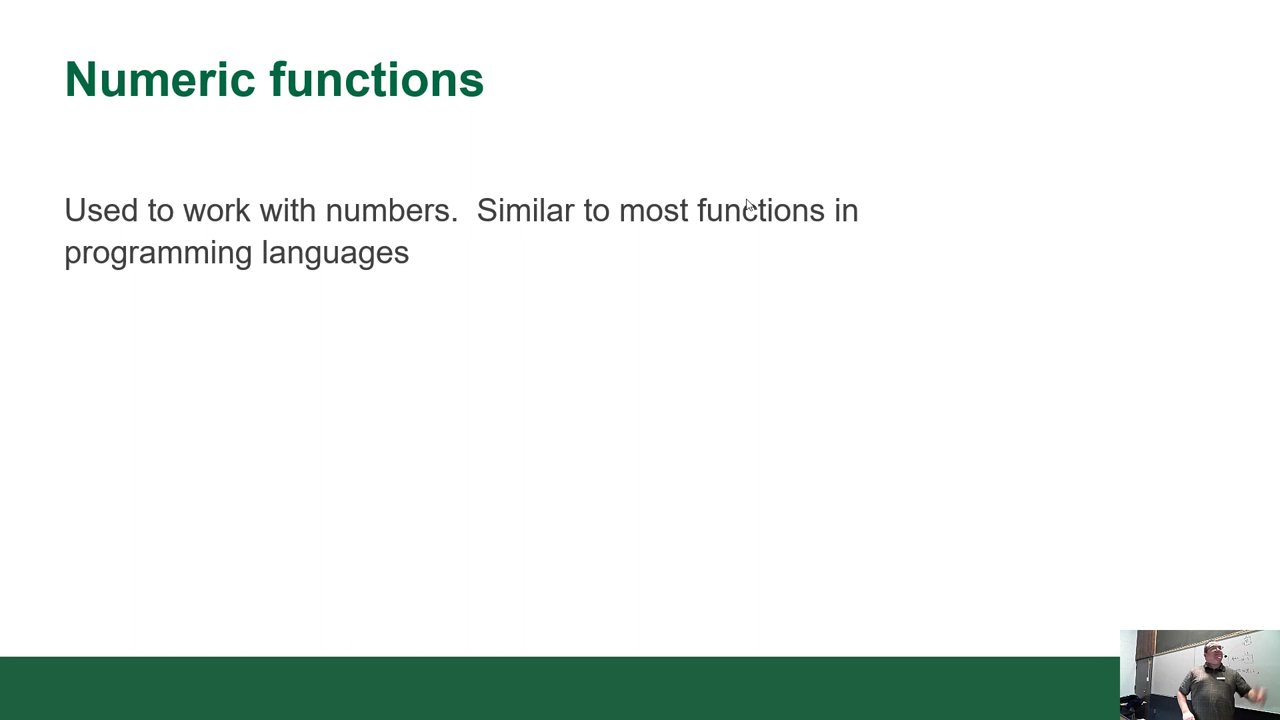 Numeric functions
Used to work with numbers.  Similar to most functions in
programming languages